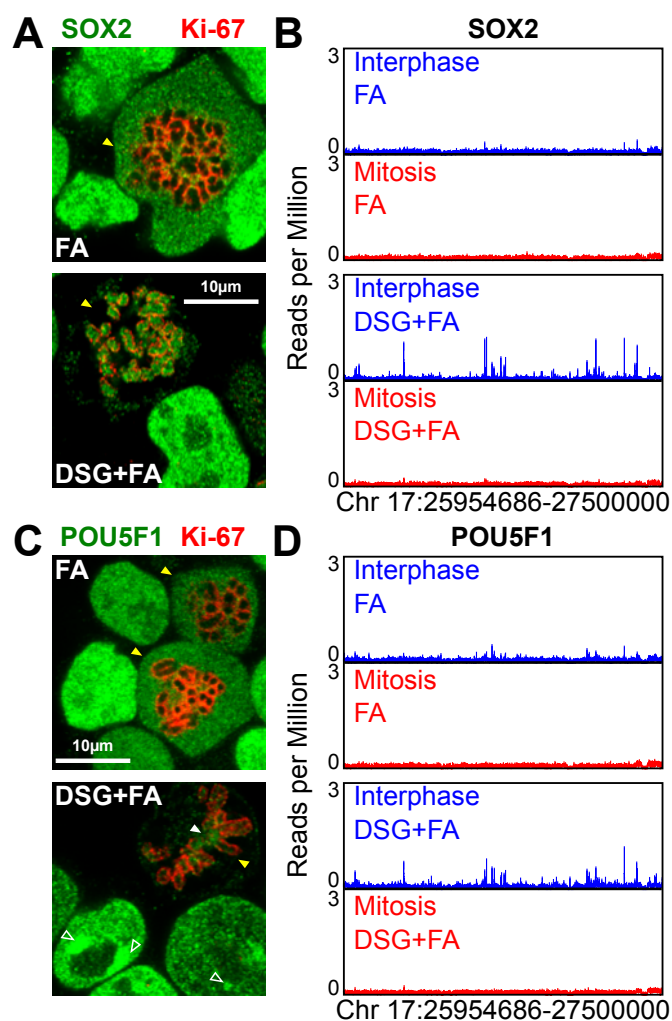 A SOX2 Ki-67
FA
10µm
DSG+FA
B SOX2
Reads per Million
3
Interphase
FA
0
3
Mitosis
FA
0
3
Interphase
DSG+FA
0
3
Mitosis
DSG+FA
0
Chr 17:25954686-27500000
C POU5F1 Ki-67
FA
10µm
DSG+FA
D POU5F1
Reads per Million
3
Interphase
FA
0
3
Mitosis
FA
0
3
Interphase
DSG+FA
0
3
Mitosis
DSG+FA
0
Chr 17:25954686-27500000